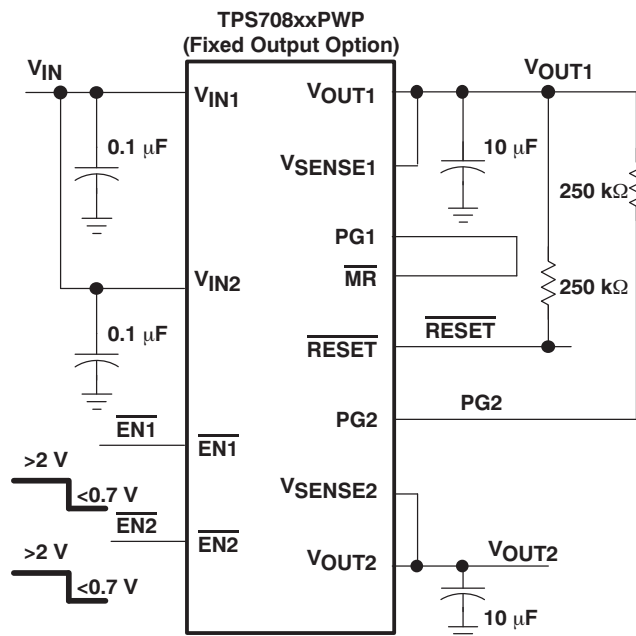 TPS708xxPWP
(Fixed Output Option)
VIN
VIN1
VOUT1
VOUT1
0.1 μF
10 μF
VSENSE1
250 kΩ
PG1
MR
VIN2
250 kΩ
0.1 μF
RESET
RESET
PG2
PG2
EN1
EN1
>2 V
<0.7 V
VSENSE2
EN2
EN2
>2 V
<0.7 V
VOUT2
VOUT2
10 μF